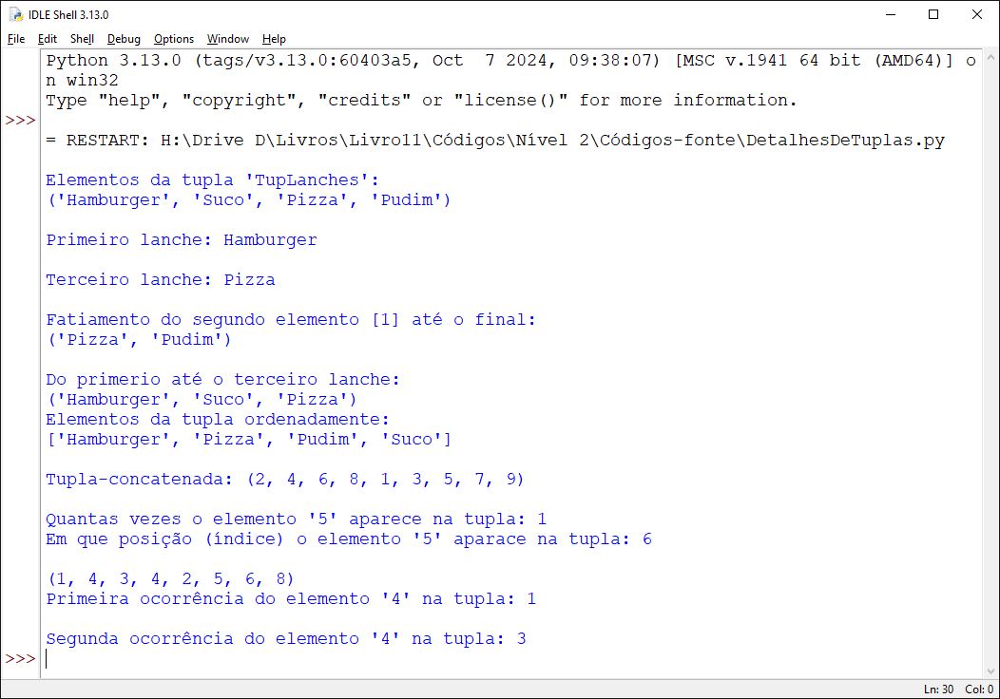 IDLE Shell 3.13.0
File Edit Shell Debug Options Window Help
Python 3.13.0 (tags/v3.13.0:60403a5, Oct  7 2024, 09:38:07) [MSC v.1941 64 bit (AMD64)] o
n win32
Type "help", "copyright", "credits" or "license()" for more information.
>>>
= RESTART: H:\Drive D\Livros\Livro11\Códigos\Nível 2\Códigos-fonte\DetalhesDeTuplas.py
Elementos da tupla 'TupLanches':
('Hamburger', 'Suco', 'Pizza', 'Pudim')
Primeiro lanche: Hamburger
Terceiro lanche: Pizza
Fatiamento do segundo elemento [1] até o final:
('Pizza', 'Pudim')
Do primerio até o terceiro lanche:
('Hamburger', 'Suco', 'Pizza')
Elementos da tupla ordenadamente:
['Hamburger', 'Pizza', 'Pudim', 'Suco']
Tupla-concatenada: (2, 4, 6, 8, 1, 3, 5, 7, 9)
Quantas vezes o elemento '5' aparece na tupla: 1
Em que posição (índice) o elemento '5' aparace na tupla: 6
(1, 4, 3, 4, 2, 5, 6, 8)
Primeira ocorrência do elemento '4' na tupla: 1
Segunda ocorrência do elemento '4' na tupla: 3
>>>
Ln: 30 Col: 0